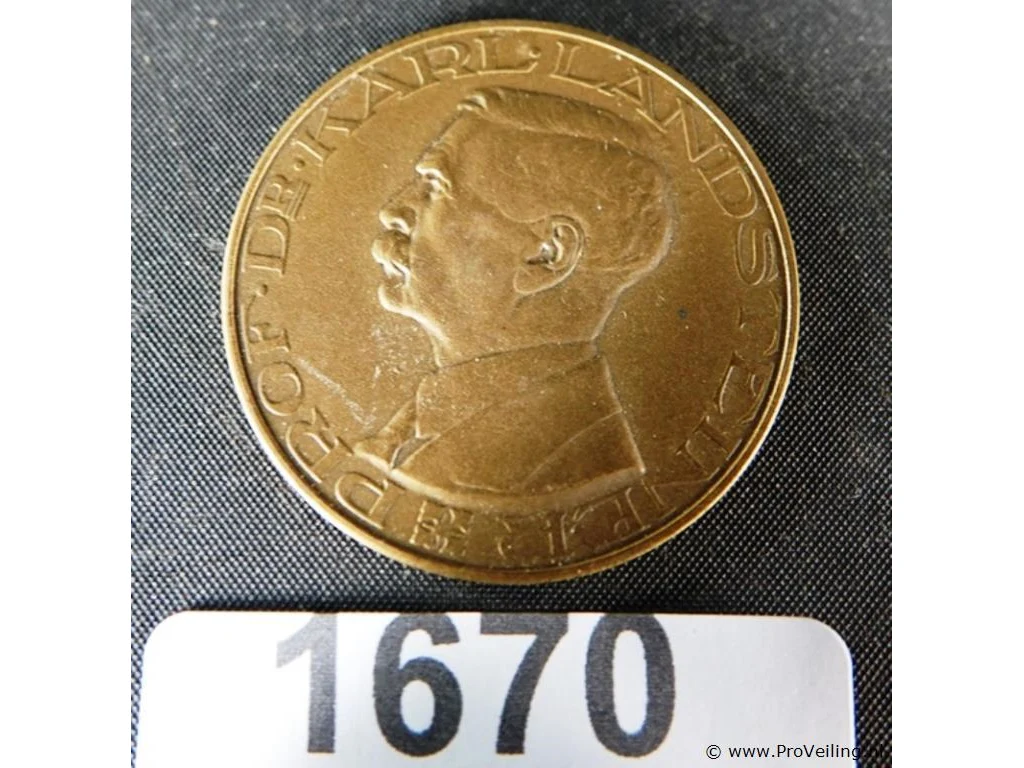 PROF · DR · KARL · LANDSTEINER
1670
© www.ProVeiling.nl